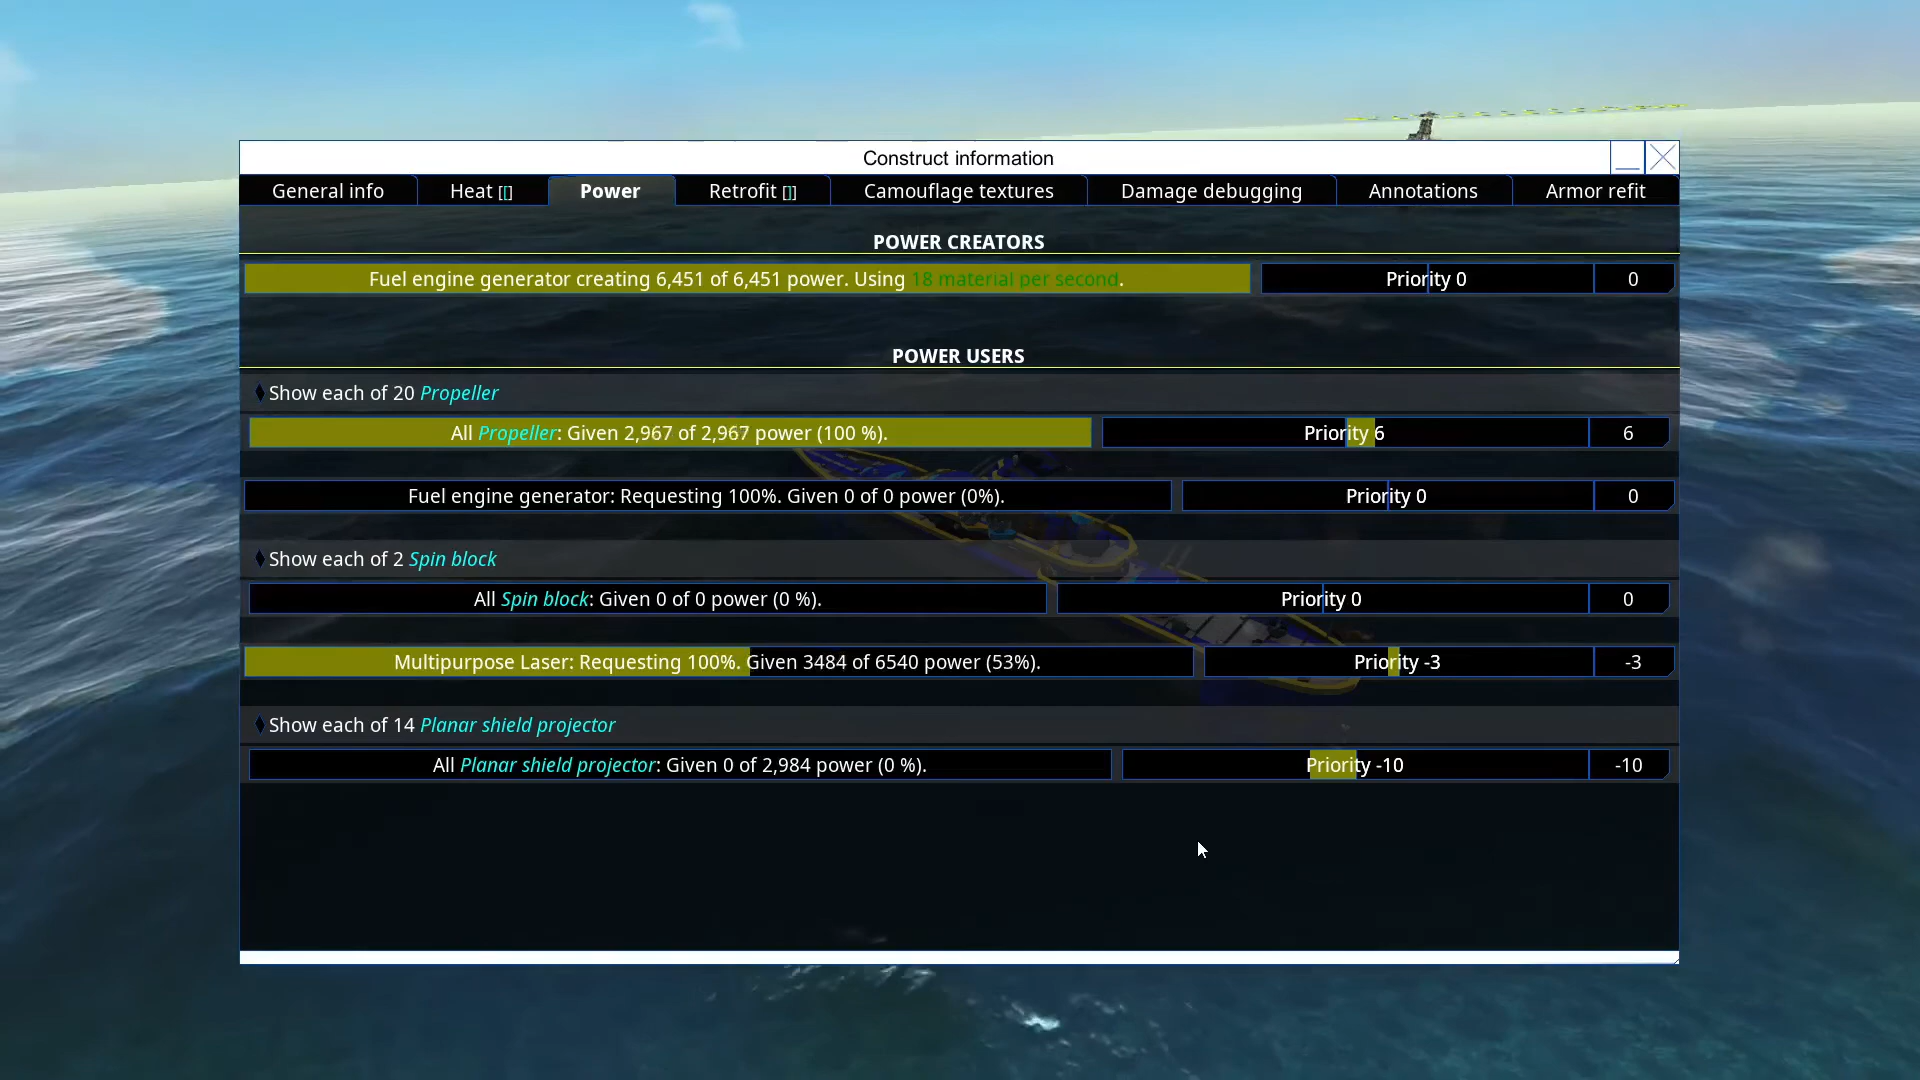 Construct information
General info Heat [[] Power Retrofit []] Camouflage textures Damage debugging Annotations Armor refit
POWER CREATORS
Fuel engine generator creating 6,451 of 6,451 power. Using 18 material per second. Priority 0 0
POWER USERS
Show each of 20 Propeller
All Propeller: Given 2,967 of 2,967 power (100 %). Priority 6 6
Fuel engine generator: Requesting 100%. Given 0 of 0 power (0%). Priority 0 0
Show each of 2 Spin block
All Spin block: Given 0 of 0 power (0 %). Priority 0 0
Multipurpose Laser: Requesting 100%. Given 3484 of 6540 power (53%). Priority -3 -3
Show each of 14 Planar shield projector
All Planar shield projector: Given 0 of 2,984 power (0 %). Priority -10 -10